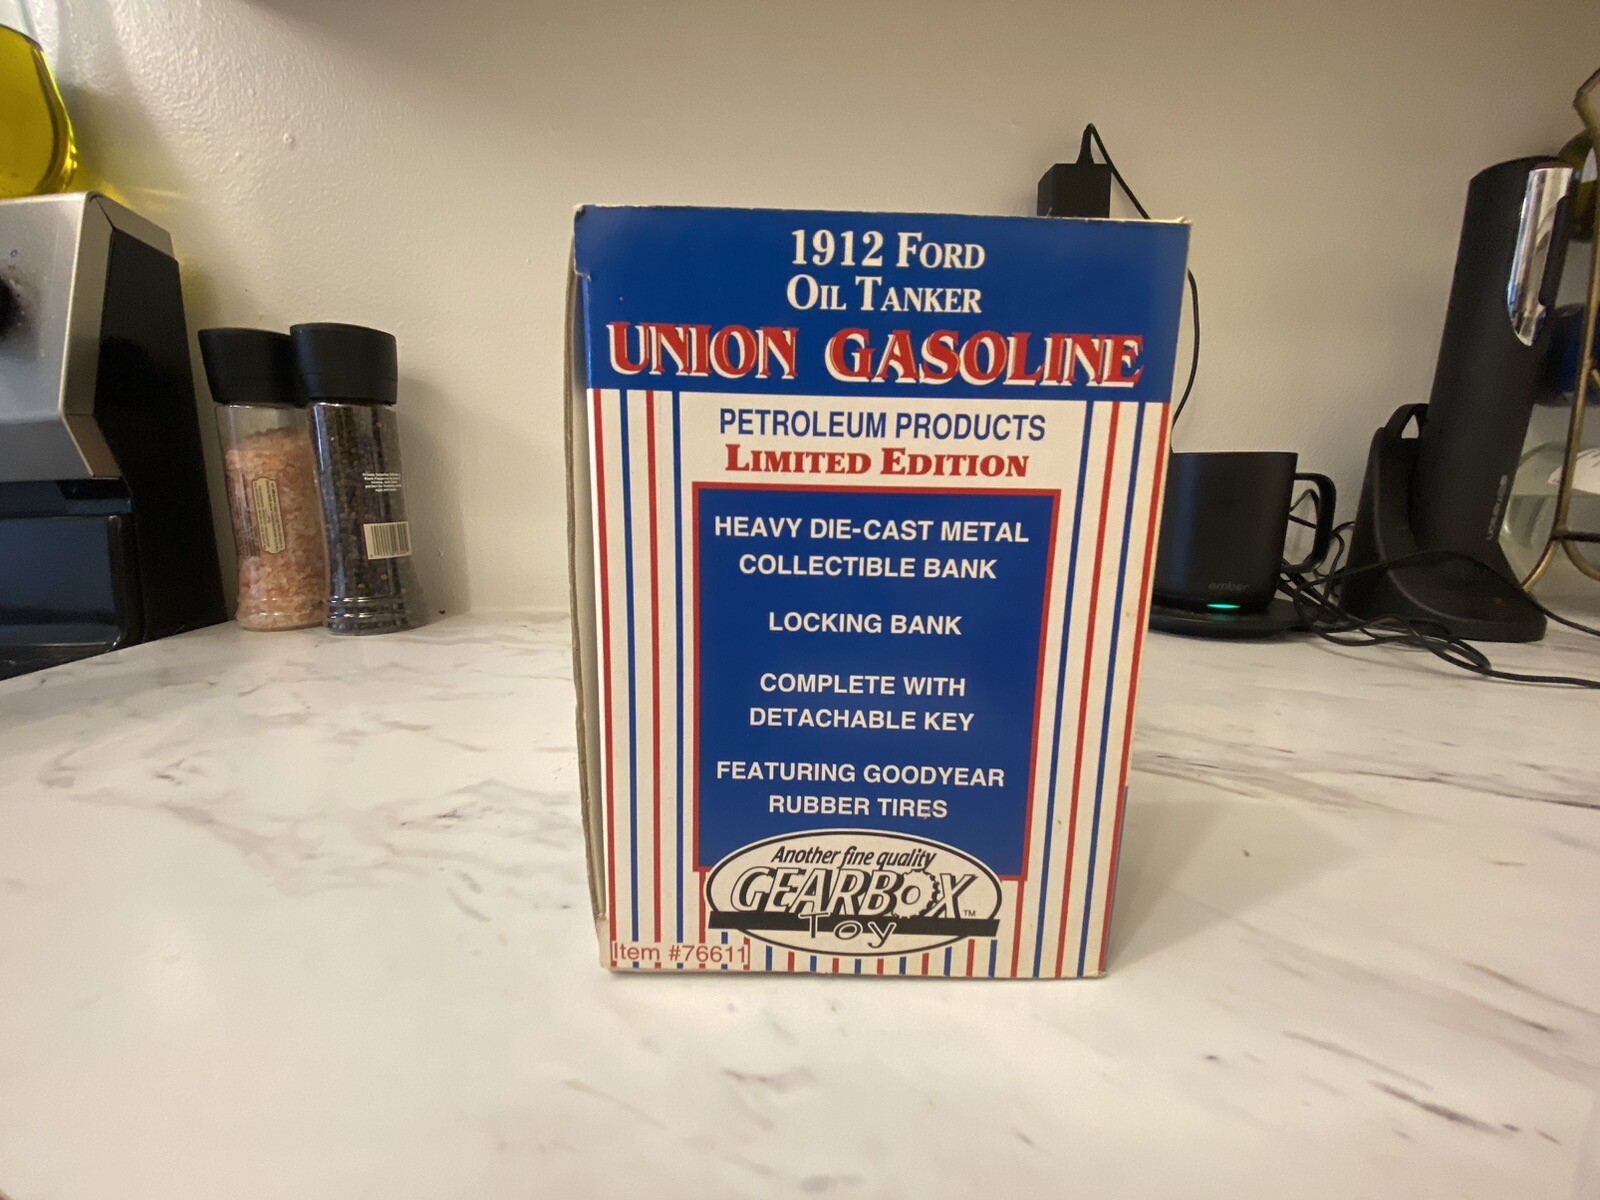 1912 FORD
OIL TANKER
UNION GASOLINE
PETROLEUM PRODUCTS
LIMITED EDITION
HEAVY DIE-CAST METAL
COLLECTIBLE BANK
LOCKING BANK
COMPLETE WITH
DETACHABLE KEY
FEATURING GOODYEAR
RUBBER TIRES
Another fine quality
GEARBOX™
Toy
Item #76611
ember